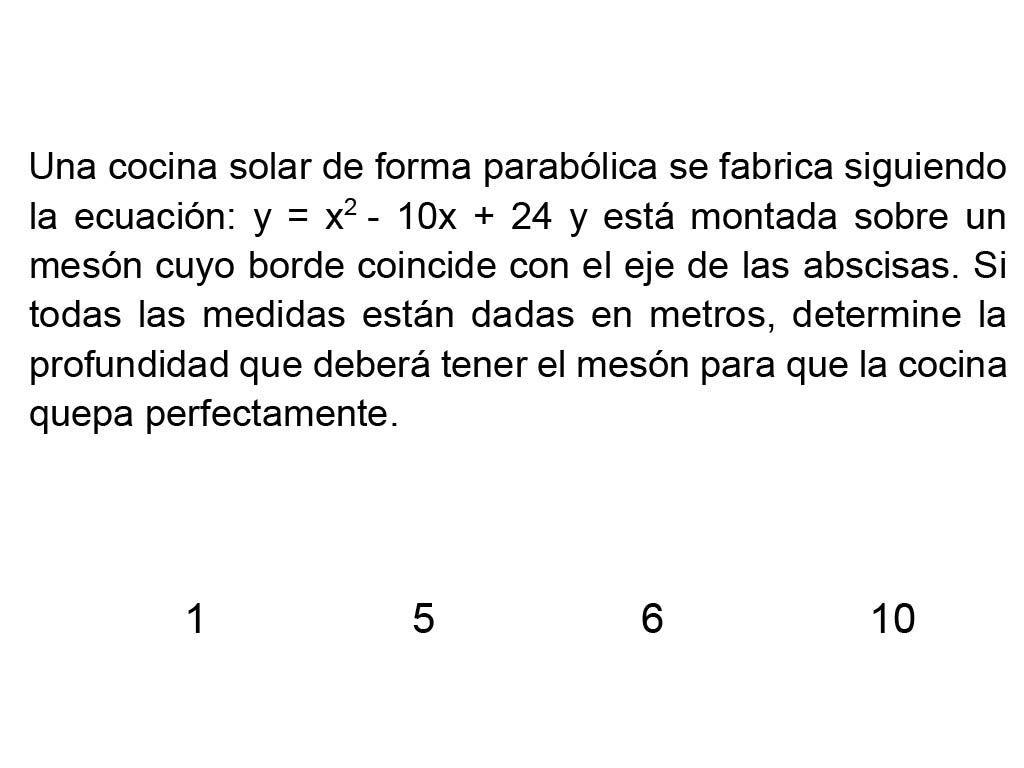 Una cocina solar de forma parabólica se fabrica siguiendo
la ecuación: y = x² - 10x + 24 y está montada sobre un
mesón cuyo borde coincide con el eje de las abscisas. Si
todas las medidas están dadas en metros, determine la
profundidad que deberá tener el mesón para que la cocina
quepa perfectamente.
1 5 6 10